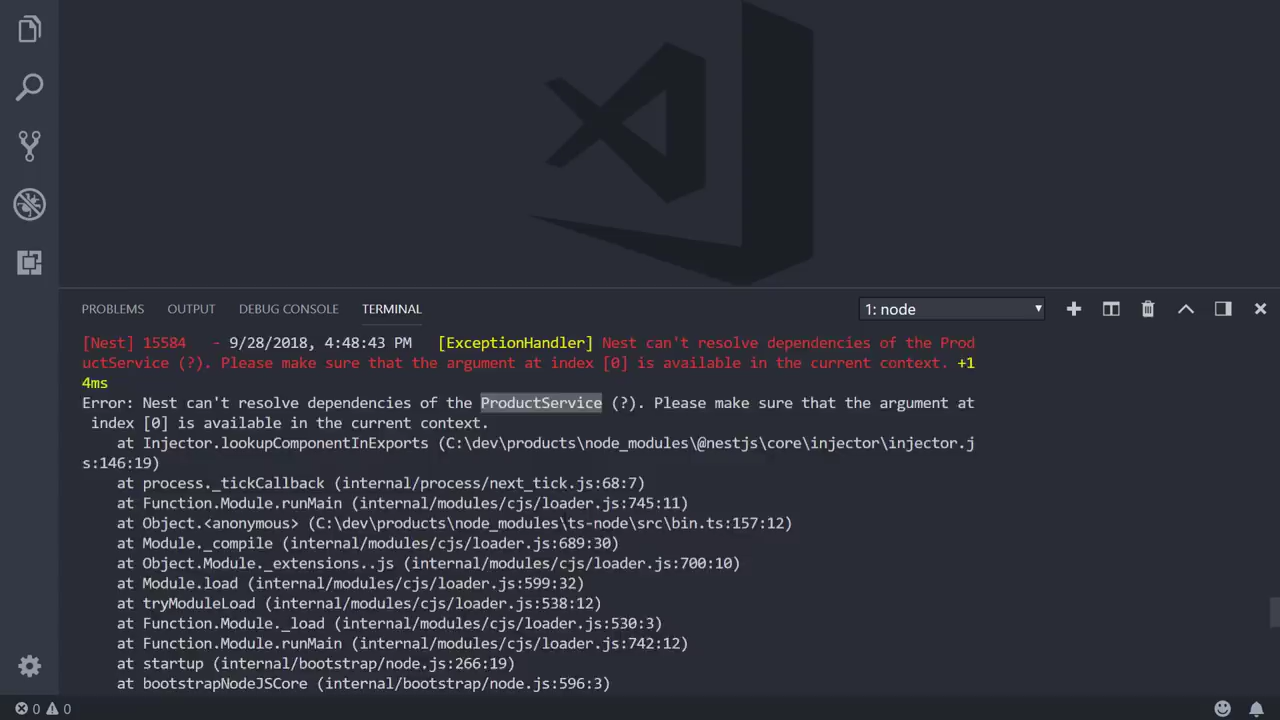 PROBLEMS OUTPUT DEBUG CONSOLE TERMINAL 1: node
[Nest] 15584   - 9/28/2018, 4:48:43 PM   [ExceptionHandler] Nest can't resolve dependencies of the Prod
uctService (?). Please make sure that the argument at index [0] is available in the current context. +1
4ms
Error: Nest can't resolve dependencies of the ProductService (?). Please make sure that the argument at
 index [0] is available in the current context.
    at Injector.lookupComponentInExports (C:\dev\products\node_modules\@nestjs\core\injector\injector.j
s:146:19)
    at process._tickCallback (internal/process/next_tick.js:68:7)
    at Function.Module.runMain (internal/modules/cjs/loader.js:745:11)
    at Object.<anonymous> (C:\dev\products\node_modules\ts-node\src\bin.ts:157:12)
    at Module._compile (internal/modules/cjs/loader.js:689:30)
    at Object.Module._extensions..js (internal/modules/cjs/loader.js:700:10)
    at Module.load (internal/modules/cjs/loader.js:599:32)
    at tryModuleLoad (internal/modules/cjs/loader.js:538:12)
    at Function.Module._load (internal/modules/cjs/loader.js:530:3)
    at Function.Module.runMain (internal/modules/cjs/loader.js:742:12)
    at startup (internal/bootstrap/node.js:266:19)
    at bootstrapNodeJSCore (internal/bootstrap/node.js:596:3)
0 0